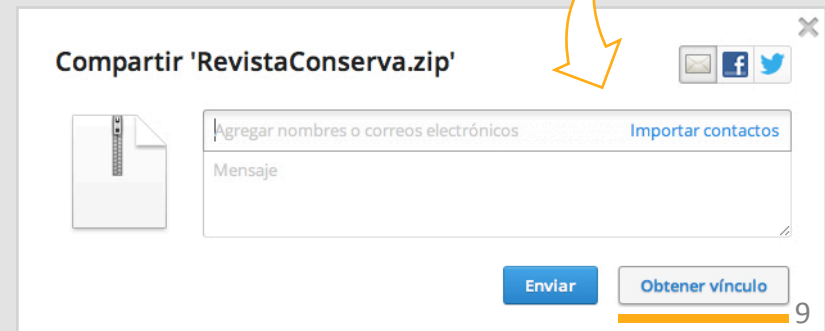 Compartir 'RevistaConserva.zip'
Agregar nombres o correos electrónicos Importar contactos
Mensaje
Enviar Obtener vínculo
9